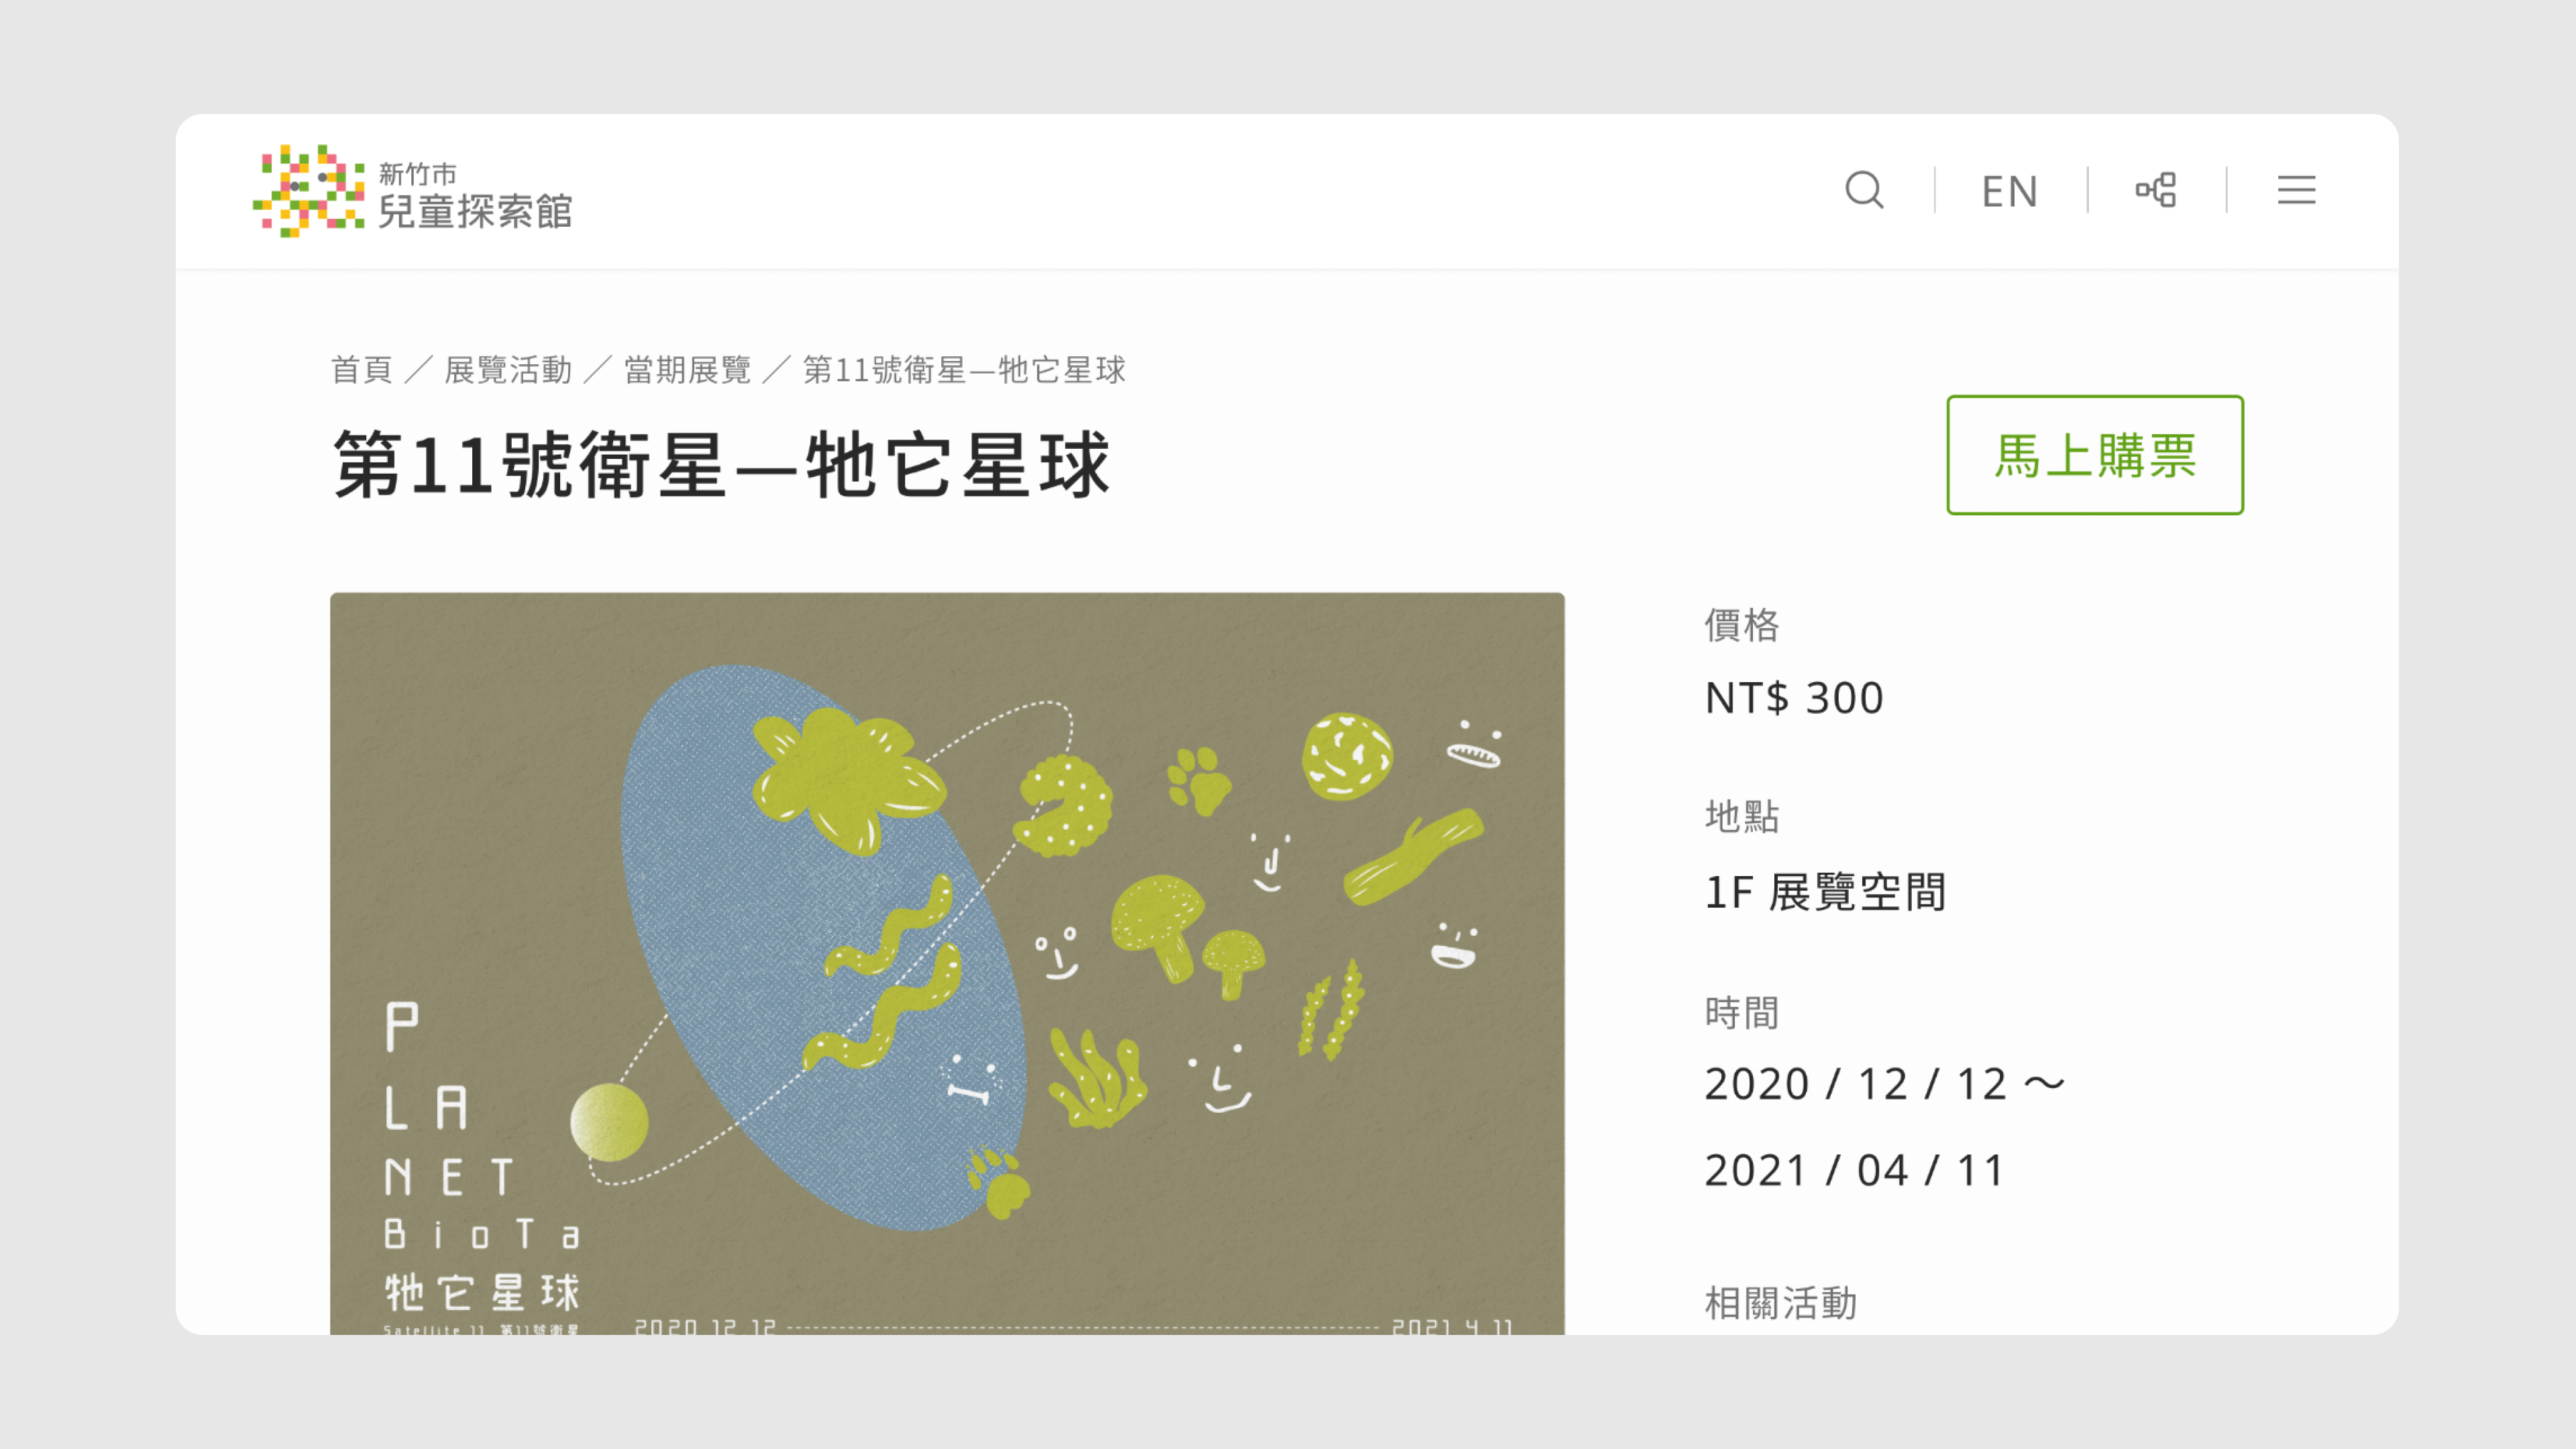 新竹市
兒童探索館
EN
首頁 ／ 展覽活動 ／ 當期展覽 ／ 第11號衛星—牠它星球
第11號衛星—牠它星球
馬上購票
P
LA
NET
BioTa
牠它星球
Satellite 11 第11號衛星
2020.12.12
2021.4.11
價格
NT$ 300
地點
1F 展覽空間
時間
2020 / 12 / 12 ～
2021 / 04 / 11
相關活動